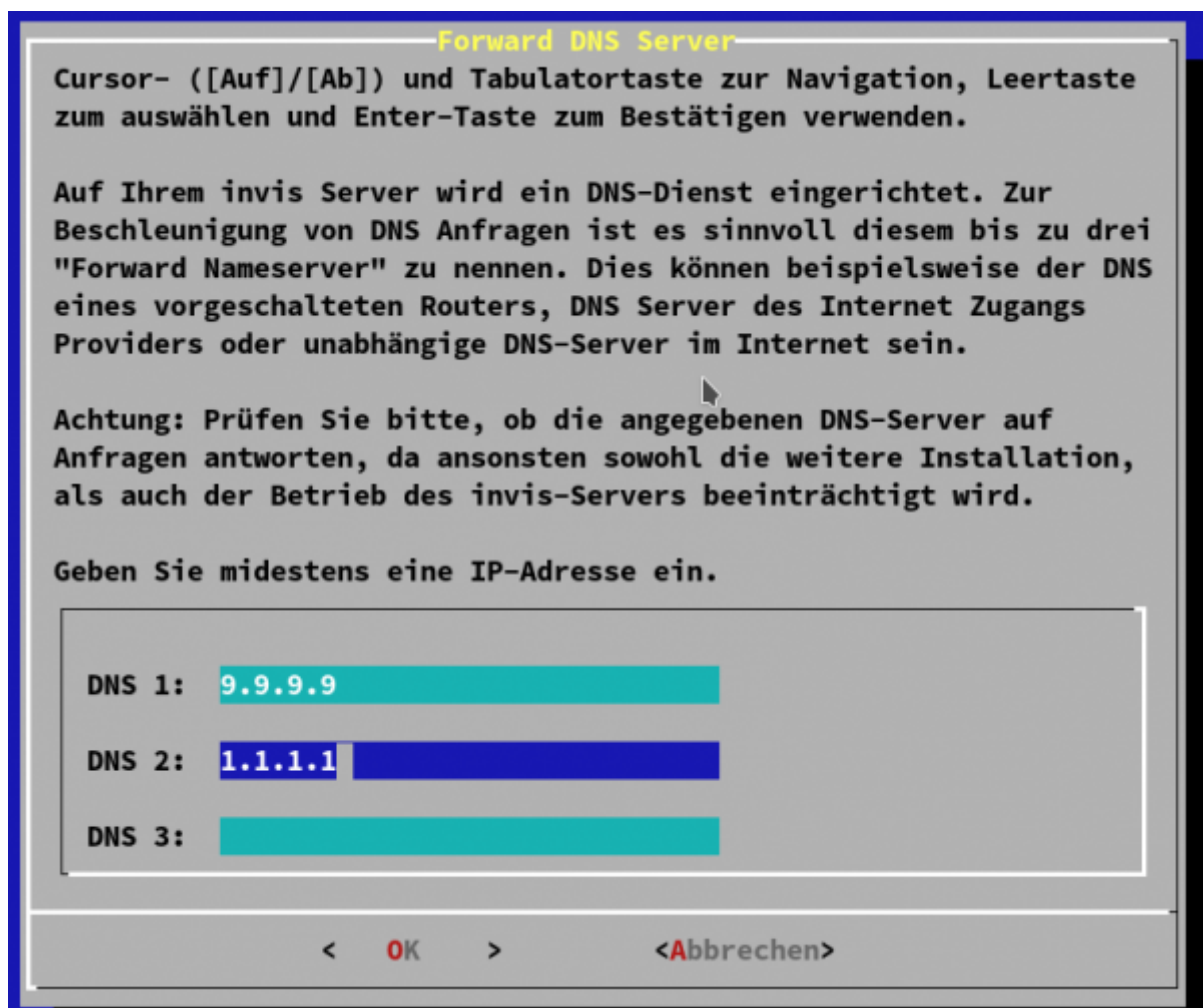 Forward DNS Server
Cursor- ([Auf]/[Ab]) und Tabulatortaste zur Navigation, Leertaste
zum auswählen und Enter-Taste zum Bestätigen verwenden.
Auf Ihrem invis Server wird ein DNS-Dienst eingerichtet. Zur
Beschleunigung von DNS Anfragen ist es sinnvoll diesem bis zu drei
"Forward Nameserver" zu nennen. Dies können beispielsweise der DNS
eines vorgeschalteten Routers, DNS Server des Internet Zugangs
Providers oder unabhängige DNS-Server im Internet sein.
Achtung: Prüfen Sie bitte, ob die angegebenen DNS-Server auf
Anfragen antworten, da ansonsten sowohl die weitere Installation,
als auch der Betrieb des invis-Servers beeinträchtigt wird.
Geben Sie midestens eine IP-Adresse ein.
DNS 1: 9.9.9.9
DNS 2: 1.1.1.1
DNS 3:
< OK > <Abbrechen>